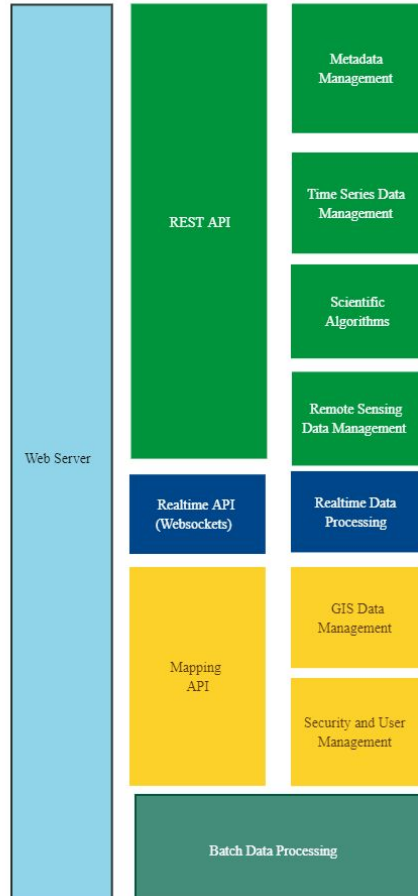 Metadata
Management
REST API
Time Series Data
Management
Scientific
Algorithms
Remote Sensing
Data Management
Web Server
Realtime API
(Websockets)
Realtime Data
Processing
GIS Data
Management
Mapping
API
Security and User
Management
Batch Data Processing